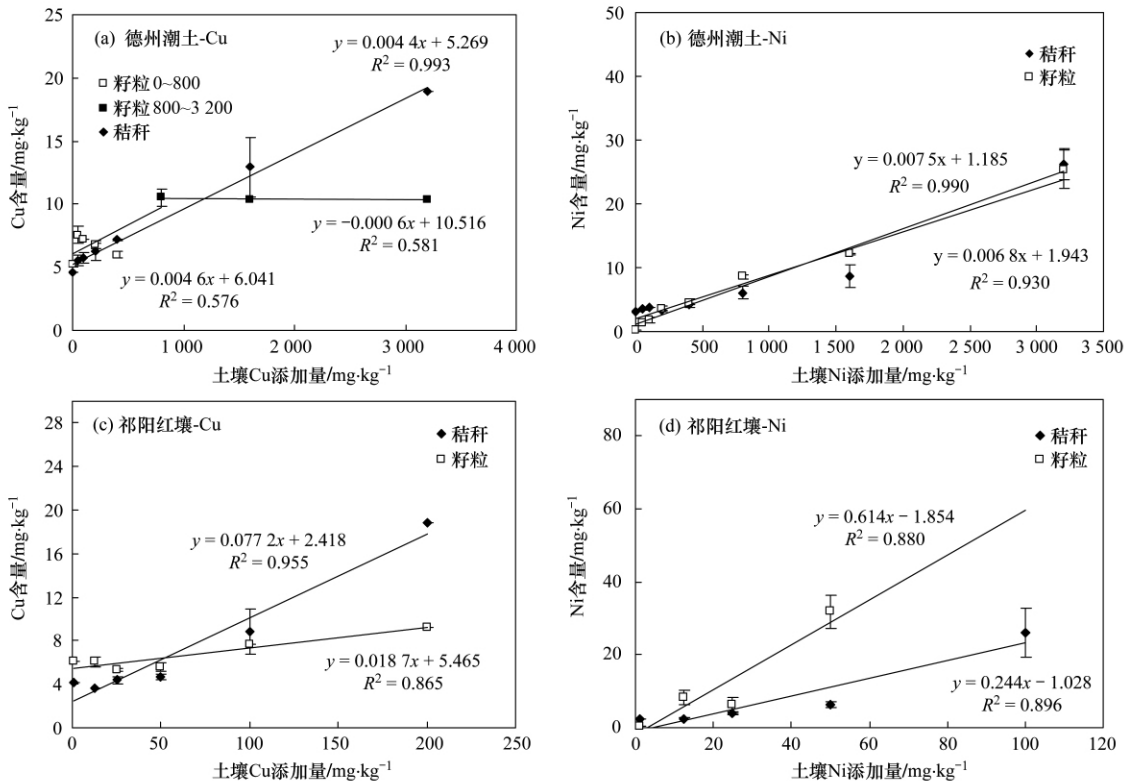 (a) 德州潮土-Cu
y = 0.004 4x + 5.269
R² = 0.993
籽粒 0~800
籽粒 800~3 200
秸秆
y = −0.000 6x + 10.516
R² = 0.581
y = 0.004 6x + 6.041
R² = 0.576
25
20
15
10
5
0
Cu含量/mg·kg⁻¹
0
1 000
2 000
3 000
4 000
土壤Cu添加量/mg·kg⁻¹
(b) 德州潮土-Ni
秸秆
籽粒
y = 0.007 5x + 1.185
R² = 0.990
y = 0.006 8x + 1.943
R² = 0.930
50
40
30
20
10
0
Ni含量/mg·kg⁻¹
0
500
1 000
1 500
2 000
2 500
3 000
3 500
土壤Ni添加量/mg·kg⁻¹
(c) 祁阳红壤-Cu
秸秆
籽粒
y = 0.077 2x + 2.418
R² = 0.955
y = 0.018 7x + 5.465
R² = 0.865
28
24
20
16
12
8
4
0
Cu含量/mg·kg⁻¹
0
50
100
150
200
250
土壤Cu添加量/mg·kg⁻¹
(d) 祁阳红壤-Ni
秸秆
籽粒
y = 0.614x − 1.854
R² = 0.880
y = 0.244x − 1.028
R² = 0.896
80
60
40
20
0
Ni含量/mg·kg⁻¹
0
20
40
60
80
100
120
土壤Ni添加量/mg·kg⁻¹